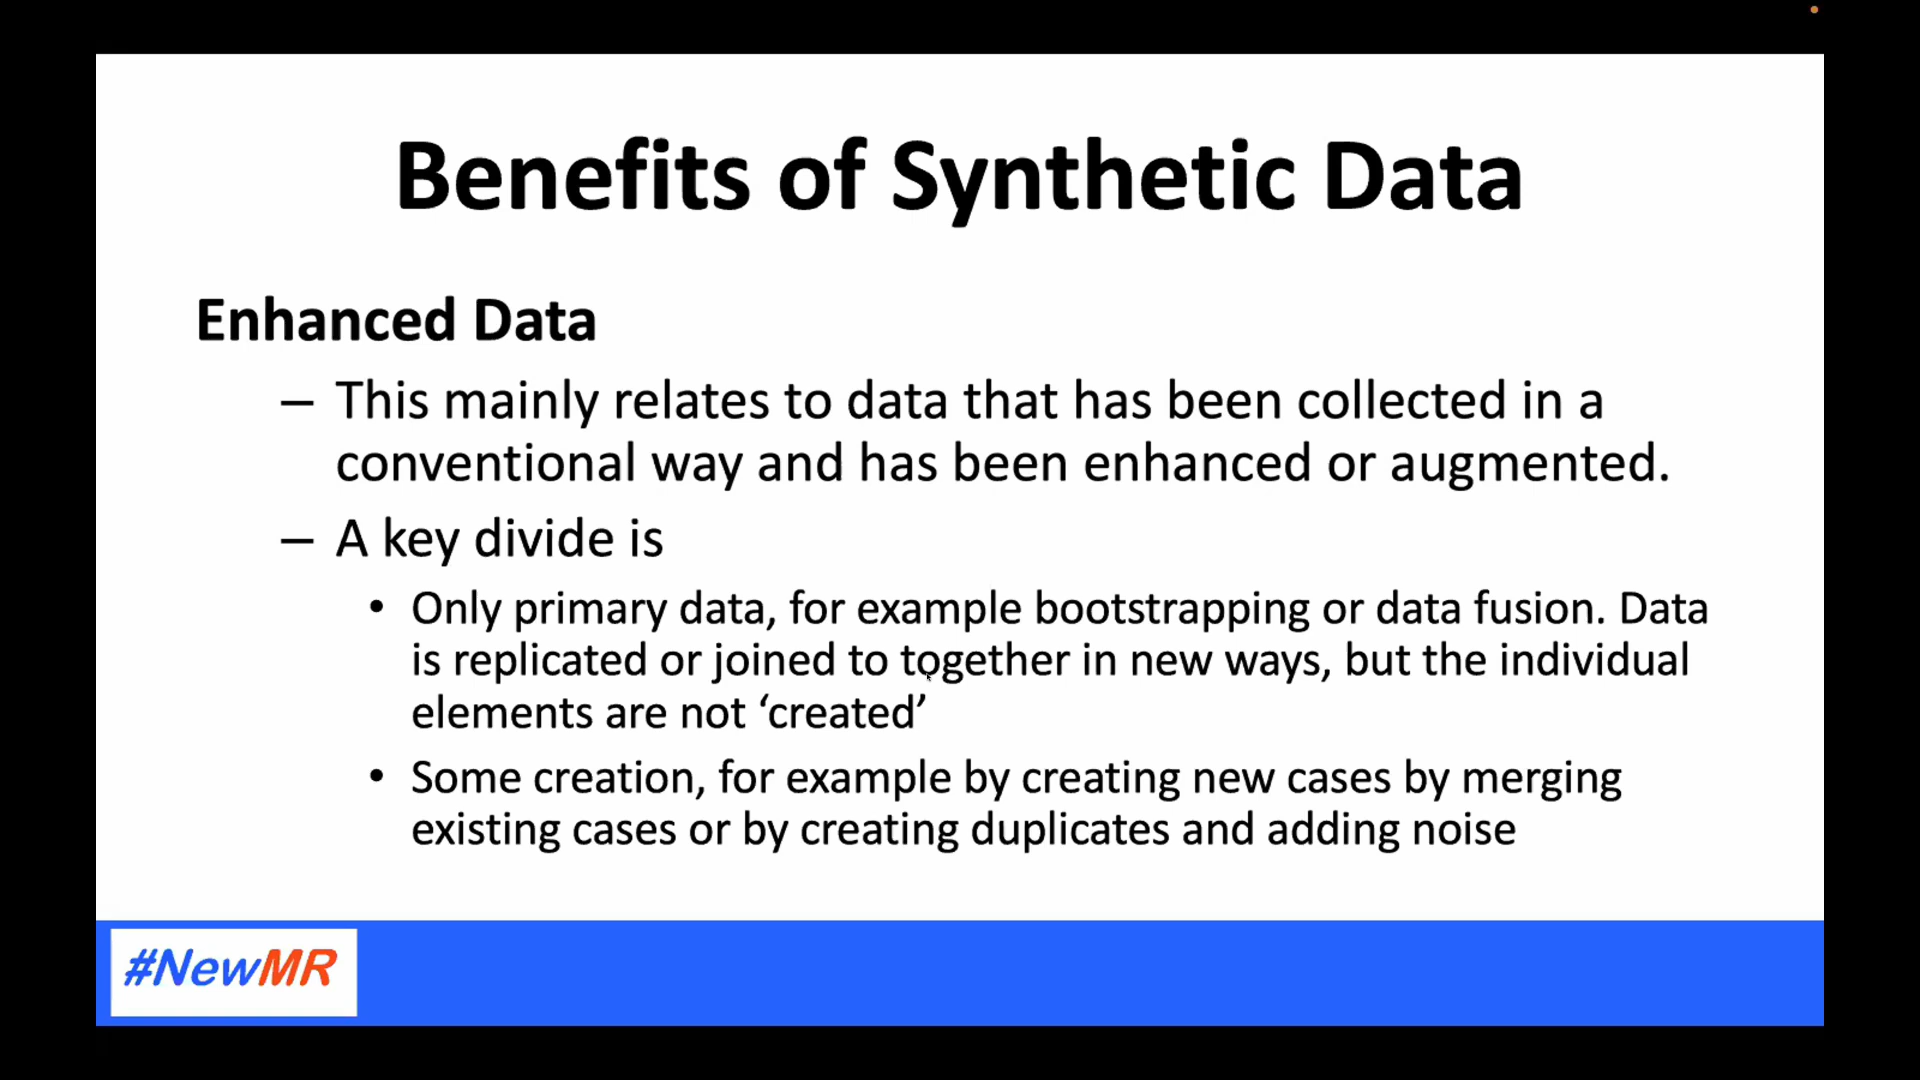 Benefits of Synthetic Data
Enhanced Data
– This mainly relates to data that has been collected in a
conventional way and has been enhanced or augmented.
– A key divide is
• Only primary data, for example bootstrapping or data fusion. Data
is replicated or joined to together in new ways, but the individual
elements are not ‘created’
• Some creation, for example by creating new cases by merging
existing cases or by creating duplicates and adding noise
#NewMR